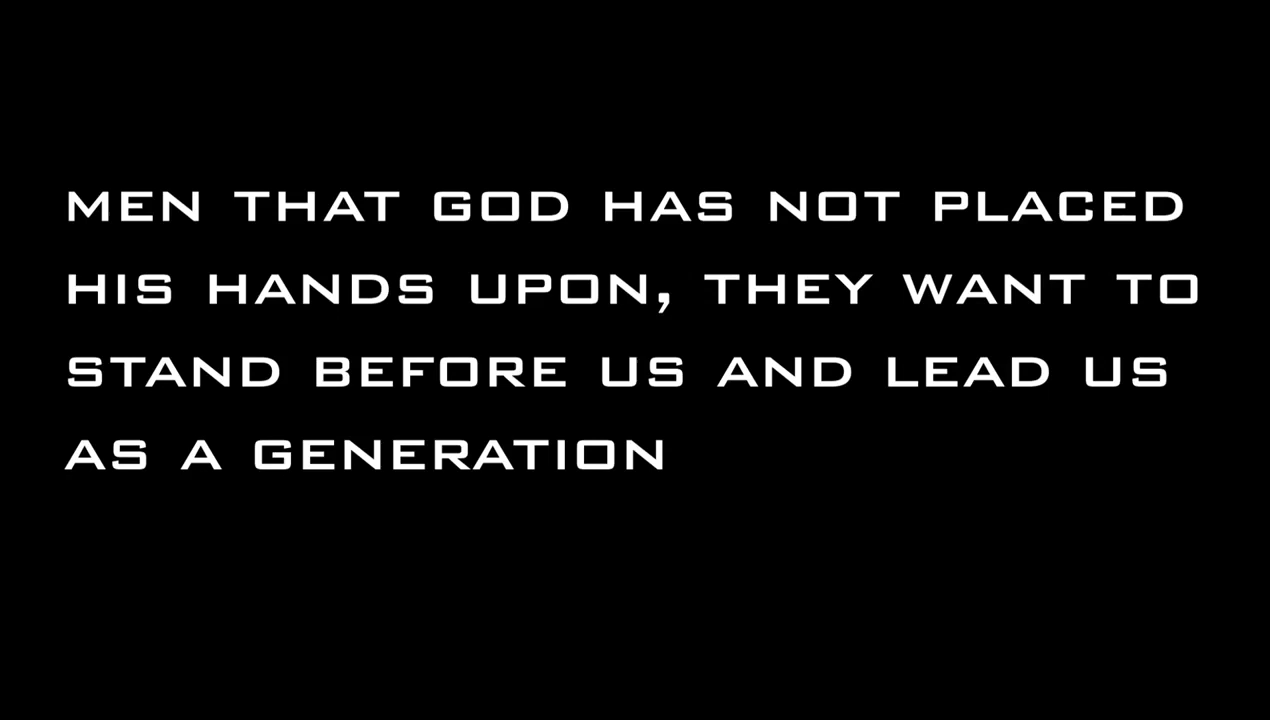 MEN THAT GOD HAS NOT PLACED
HIS HANDS UPON, THEY WANT TO
STAND BEFORE US AND LEAD US
AS A GENERATION